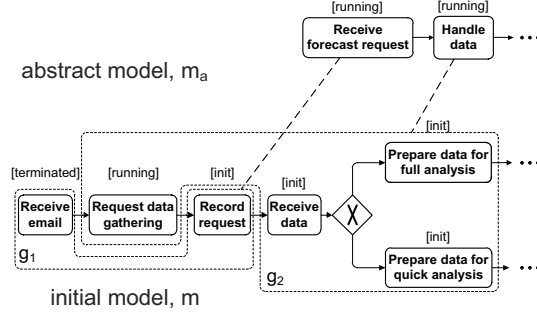 [running]
[running]
Receive
forecast request
Handle
data
abstract model, mₐ
[init]
[terminated]
[running]
[init]
Prepare data for
full analysis
[init]
Receive
email
Request data
gathering
Record
request
Receive
data
X
[init]
g₁
g₂
Prepare data for
quick analysis
initial model, m